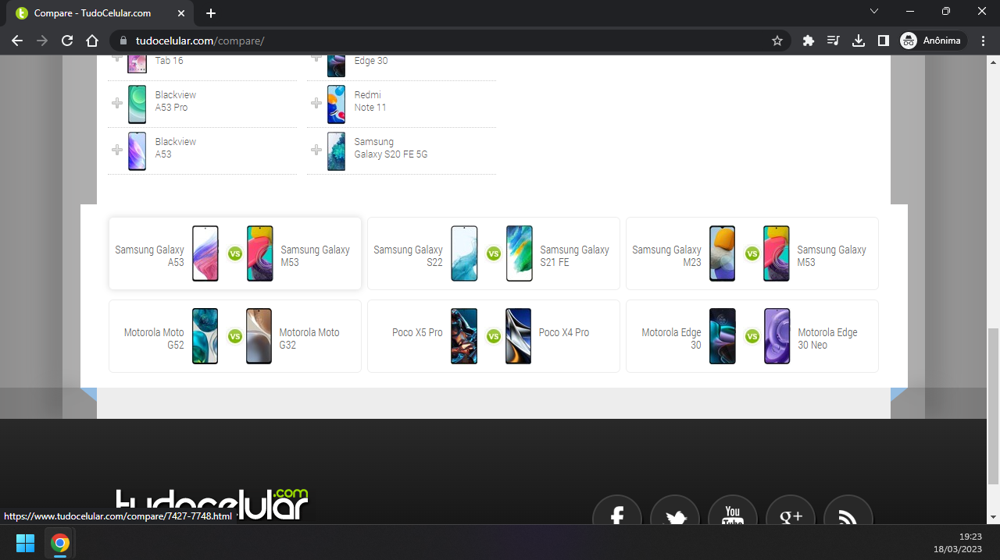 Compare - TudoCelular.com
tudocelular.com/compare/
Anônima
Tab 16
Edge 30
Blackview
A53 Pro
Redmi
Note 11
Blackview
A53
Samsung
Galaxy S20 FE 5G
Samsung Galaxy
A53
VS
Samsung Galaxy
M53
Samsung Galaxy
S22
VS
Samsung Galaxy
S21 FE
Samsung Galaxy
M23
VS
Samsung Galaxy
M53
Motorola Moto
G52
VS
Motorola Moto
G32
Poco X5 Pro
VS
Poco X4 Pro
Motorola Edge
30
VS
Motorola Edge
30 Neo
tudocelular.com
f
You
Tube
g+
https://www.tudocelular.com/compare/7427-7748.html
19:23
18/03/2023